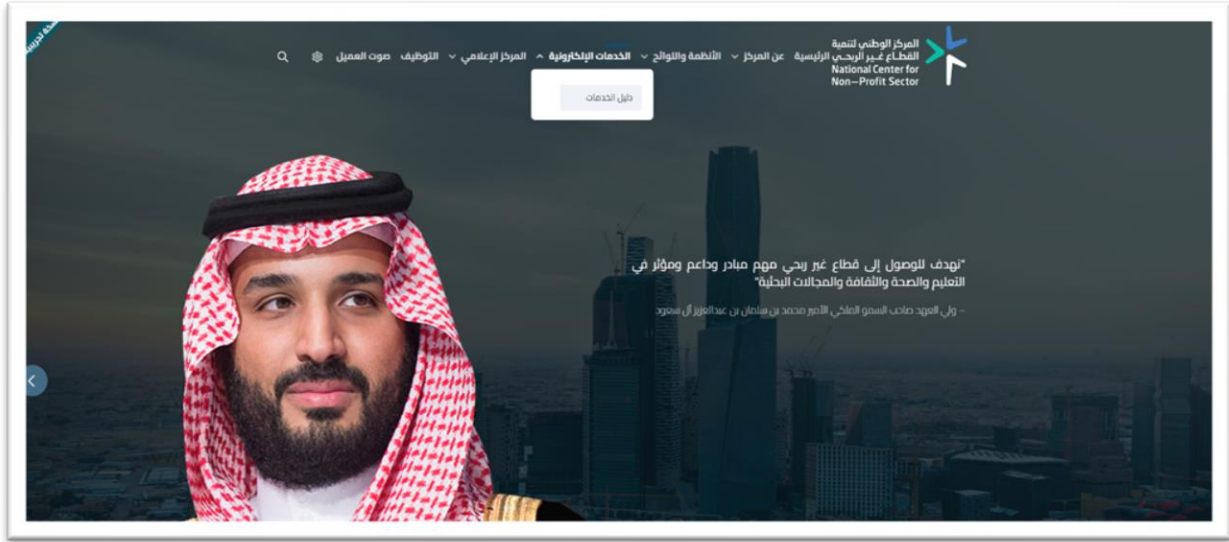 نسخة تجريبية
المركز الوطني لتنمية
القطاع غير الربحي
National Center for
Non–Profit Sector
الرئيسية عن المركز الأنظمة واللوائح الخدمات الإلكترونية المركز الإعلامي التوظيف صوت العميل
دليل الخدمات
"نهدف للوصول إلى قطاع غير ربحي مهم مبادر وداعم ومؤثر في
التعليم والصحة والثقافة والمجالات البحثية"
– ولي العهد صاحب السمو الملكي الأمير محمد بن سلمان بن عبدالعزيز آل سعود